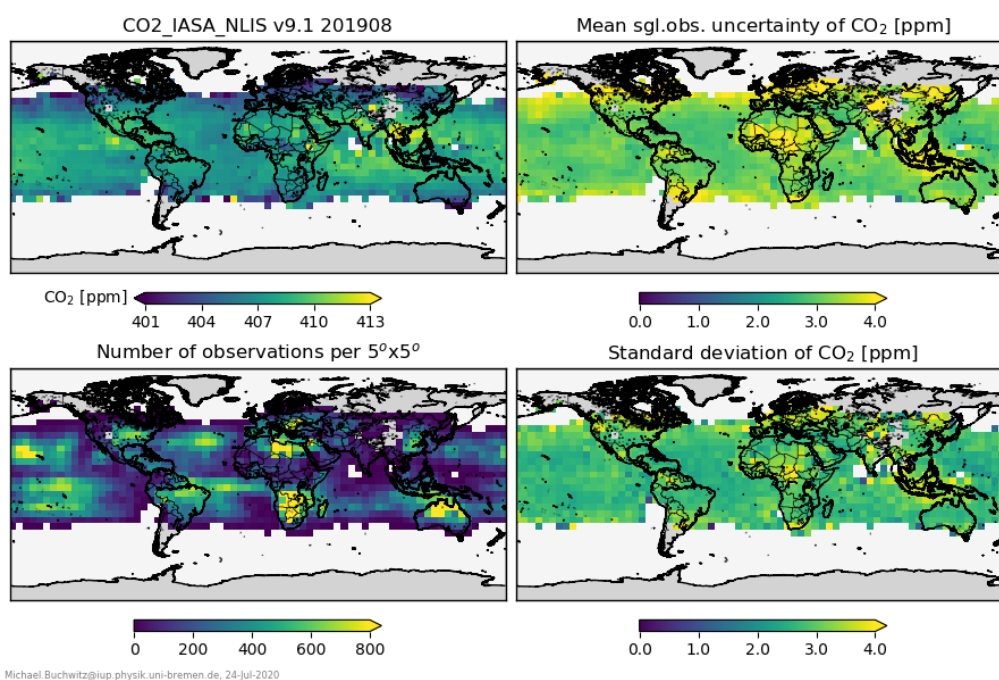 CO2_IASA_NLIS v9.1 201908
Mean sgl.obs. uncertainty of CO₂ [ppm]
CO₂ [ppm]
401 404 407 410 413
0.0 1.0 2.0 3.0 4.0
Number of observations per 5ᵒx5ᵒ
Standard deviation of CO₂ [ppm]
0 200 400 600 800
0.0 1.0 2.0 3.0 4.0
Michael.Buchwitz@iup.physik.uni-bremen.de, 24-Jul-2020